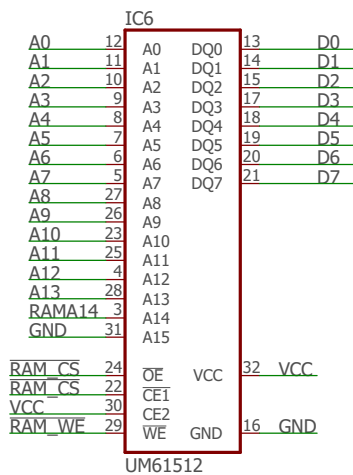 IC6
A0 12 A0 DQ0 13 D0
A1 11 A1 DQ1 14 D1
A2 10 A2 DQ2 15 D2
A3 9 A3 DQ3 17 D3
A4 8 A4 DQ4 18 D4
A5 7 A5 DQ5 19 D5
A6 6 A6 DQ6 20 D6
A7 5 A7 DQ7 21 D7
A8 27 A8
A9 26 A9
A10 23 A10
A11 25 A11
A12 4 A12
A13 28 A13
RAMA14 3 A14
GND 31 A15
RAM_CS 24 OE VCC 32 VCC
RAM_CS 22 CE1
VCC 30 CE2
RAM_WE 29 WE GND 16 GND
UM61512